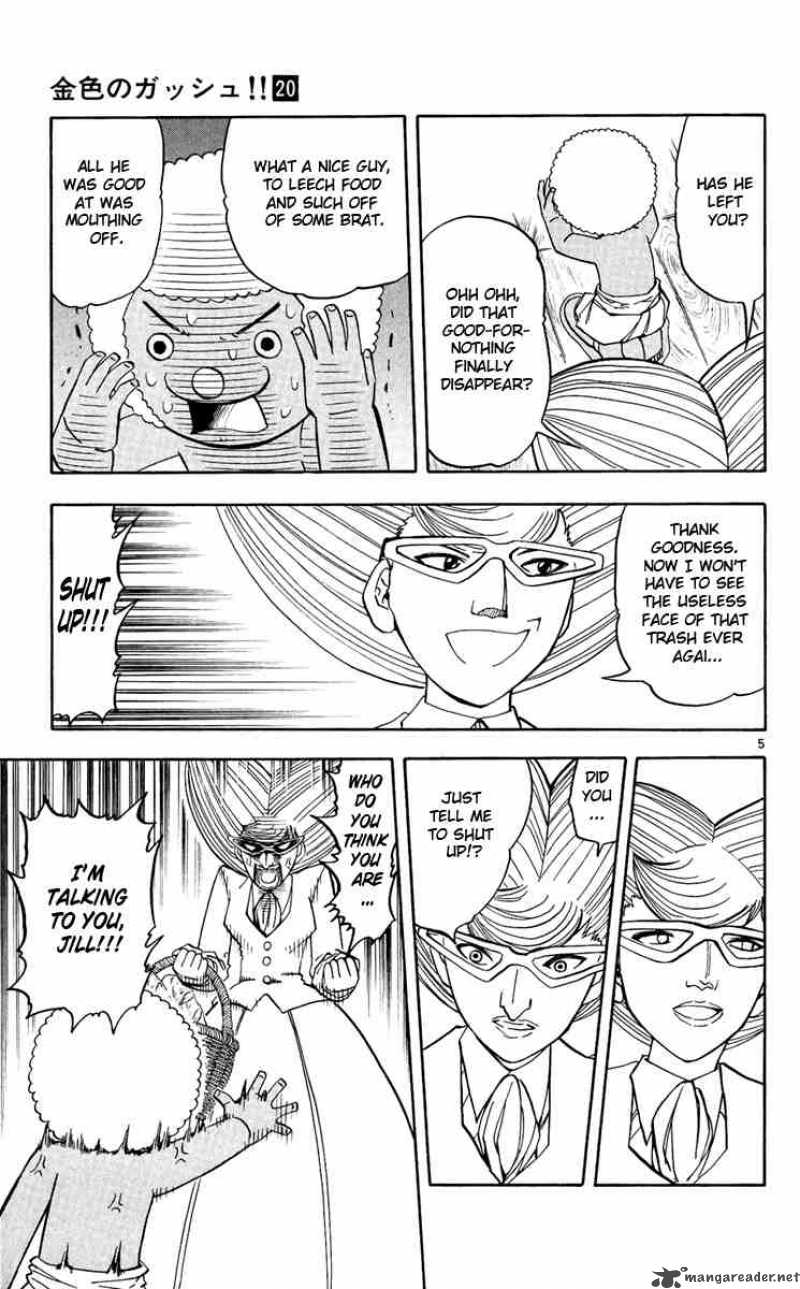 金色のガッシュ!! 20
HAS HE
LEFT
YOU?
OHH OHH,
DID THAT
GOOD-FOR-
NOTHING
FINALLY
DISAPPEAR?
WHAT A NICE GUY,
TO LEECH FOOD
AND SUCH OFF
OF SOME BRAT.
ALL HE
WAS GOOD
AT WAS
MOUTHING
OFF.
THANK
GOODNESS.
NOW I WON'T
HAVE TO SEE
THE USELESS
FACE OF THAT
TRASH EVER
AGAI...
SHUT
UP!!!
5
DID
YOU
...
JUST
TELL ME
TO SHUT
UP!?
WHO
DO
YOU
THINK
YOU
ARE
...
I'M
TALKING
TO YOU,
JILL!!!
mangareader.net